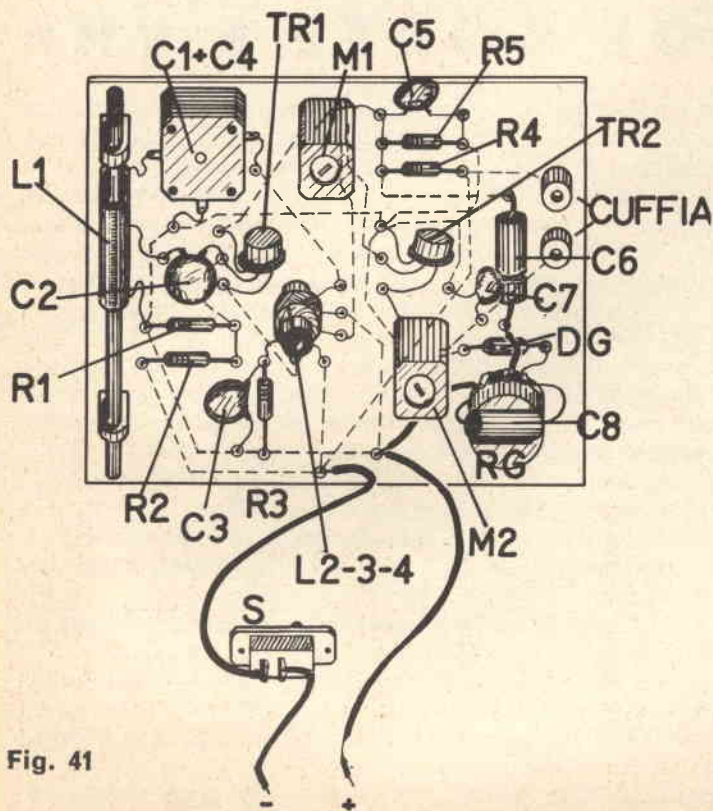 TR1
C5
C1+C4
M1
R5
R4
TR2
L1
CUFFIA
C2
C6
C7
DG
R1
C8
RG
R2
C3
R3
M2
L2-3-4
S
Fig. 41
- +